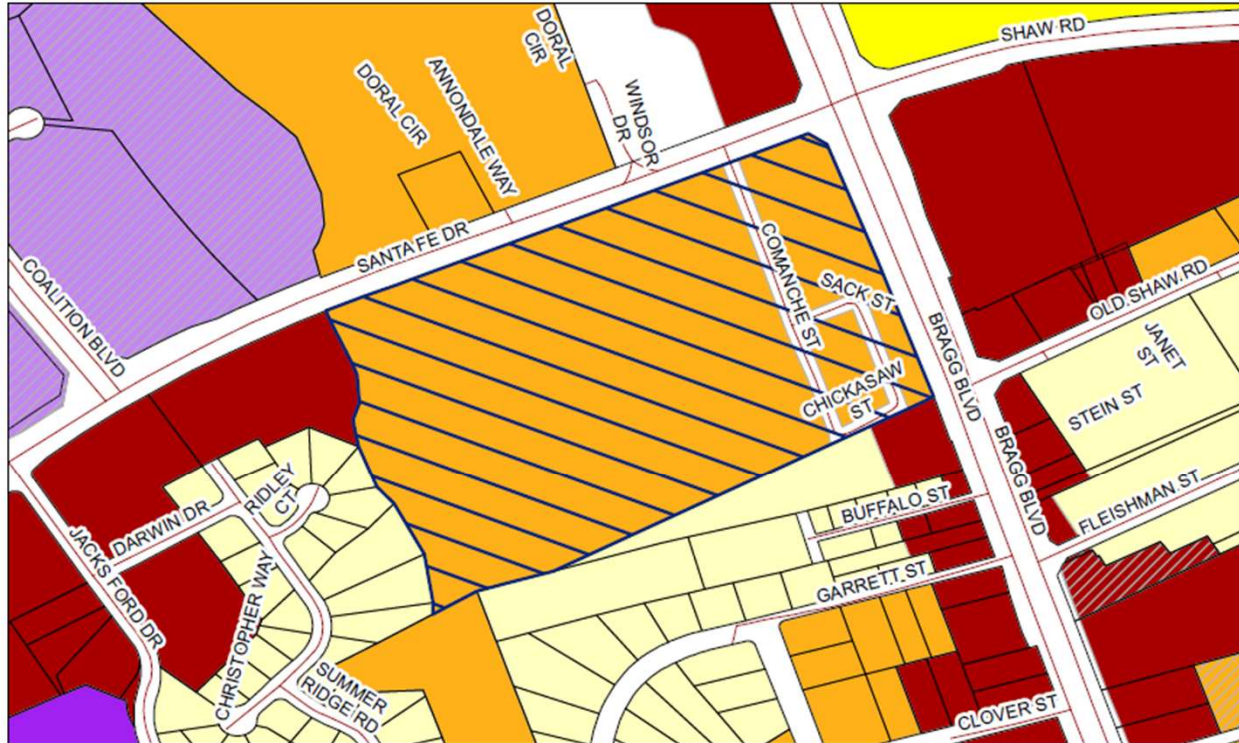 DORAL
CIR
SHAW RD
DORAL CIR
ANNONDALE WAY
WINDSOR
DR
SANTA FE DR
COALITION BLVD
COMANCHE ST
SACK ST
OLD SHAW RD
BRAGG BLVD
JANET
ST
CHICKASAW
ST
STEIN ST
BRAGG BLVD
RIDLEY
CT
DARWIN DR
BUFFALO ST
FLEISHMAN ST
JACKS FORD DR
CHRISTOPHER WAY
GARRETT ST
SUMMER
RIDGE RD
CLOVER ST